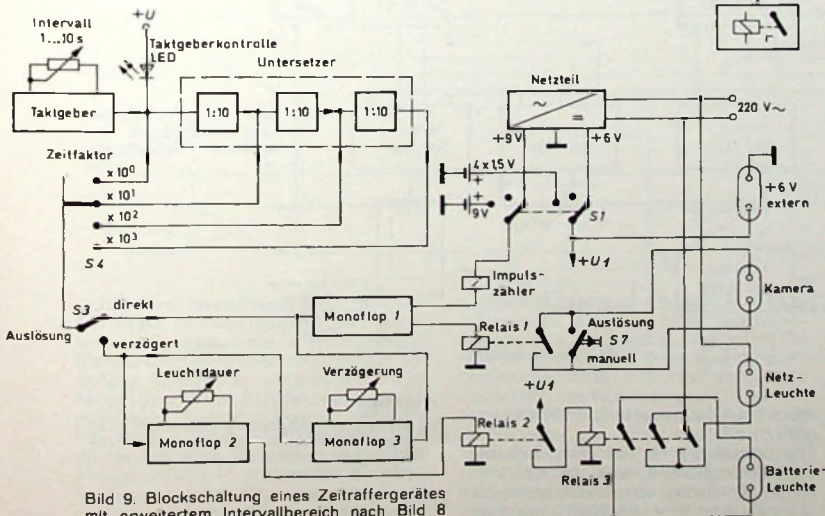 Intervall
1...10 s
+U
Taktgeberkontrolle
LED
Untersetzer
Taktgeber
1:10
1:10
1:10
Netzteil
~
=
220 V~
+9V
+6V
r
Zeitfaktor
x 10⁰
x 10¹
x 10²
x 10³
S4
4x1,5V
+
+
9V
S1
+U1
+6 V
extern
Impuls-
zähler
S3
direkt
Auslösung
verzögert
Monoflop 1
Relais 1
Auslösung
S7
manuell
Kamera
Leuchtdauer
Verzögerung
Monoflop 2
Monoflop 3
+U1
Relais 2
Relais 3
Netz-
Leuchte
Batterie-
Leuchte
Bild 9. Blockschaltung eines Zeitraffergerätes
mit erweitertem Intervallbereich nach Bild 8